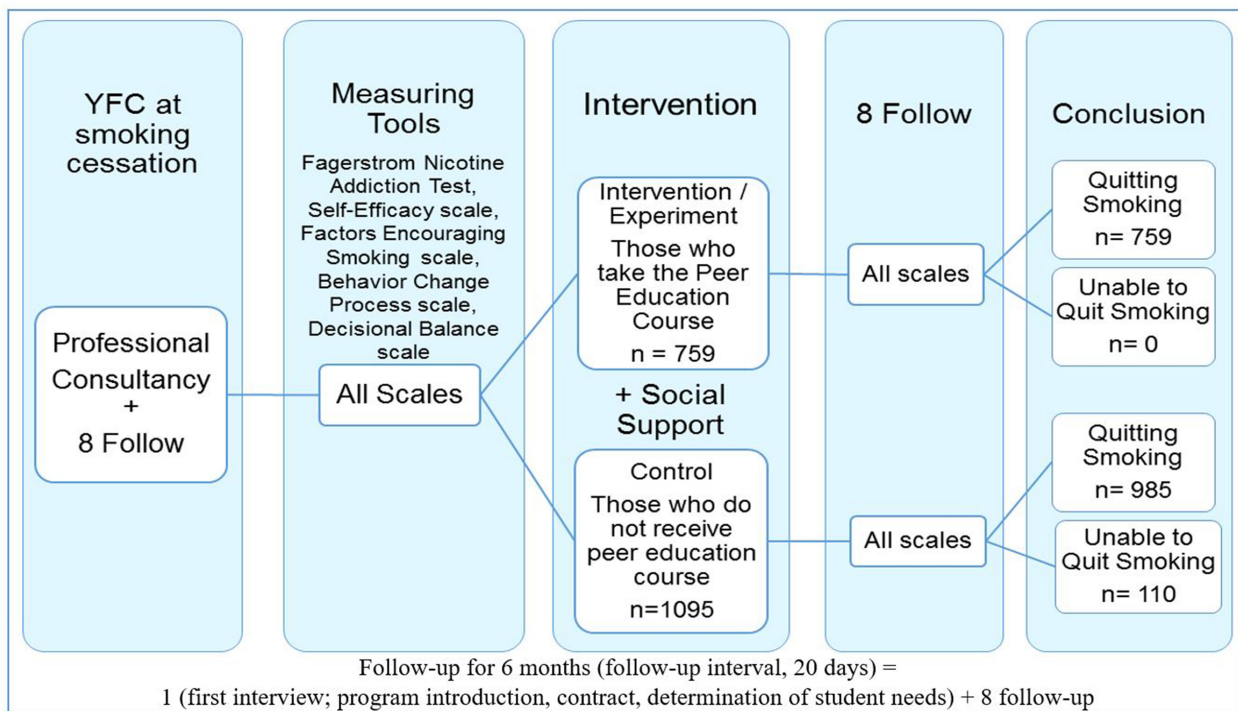 YFC at
smoking
cessation
Professional
Consultancy
+
8 Follow
Measuring
Tools
Fagerstrom Nicotine
Addiction Test,
Self-Efficacy scale,
Factors Encouraging
Smoking scale,
Behavior Change
Process scale,
Decisional Balance
scale
All Scales
Intervention
Intervention /
Experiment
Those who
take the Peer
Education
Course
n = 759
+ Social
Support
Control
Those who do
not receive
peer education
course
n=1095
8 Follow
All scales
All scales
Conclusion
Quitting
Smoking
n= 759
Unable to
Quit Smoking
n= 0
Quitting
Smoking
n= 985
Unable to
Quit Smoking
n= 110
Follow-up for 6 months (follow-up interval, 20 days) =
1 (first interview; program introduction, contract, determination of student needs) + 8 follow-up